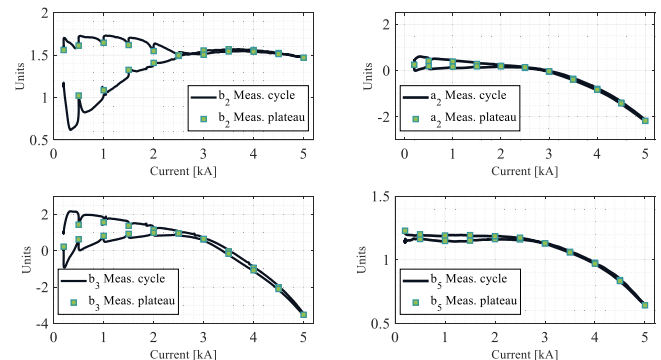 2
1.5
1
0.5
Units
0 1 2 3 4 5
Current [kA]
b2 Meas. cycle
b2 Meas. plateau
2
0
-2
Units
0 1 2 3 4 5
Current [kA]
a2 Meas. cycle
a2 Meas. plateau
2
0
-2
-4
Units
0 1 2 3 4 5
Current [kA]
b3 Meas. cycle
b3 Meas. plateau
1.5
1
0.5
Units
0 1 2 3 4 5
Current [kA]
b5 Meas. cycle
b5 Meas. plateau